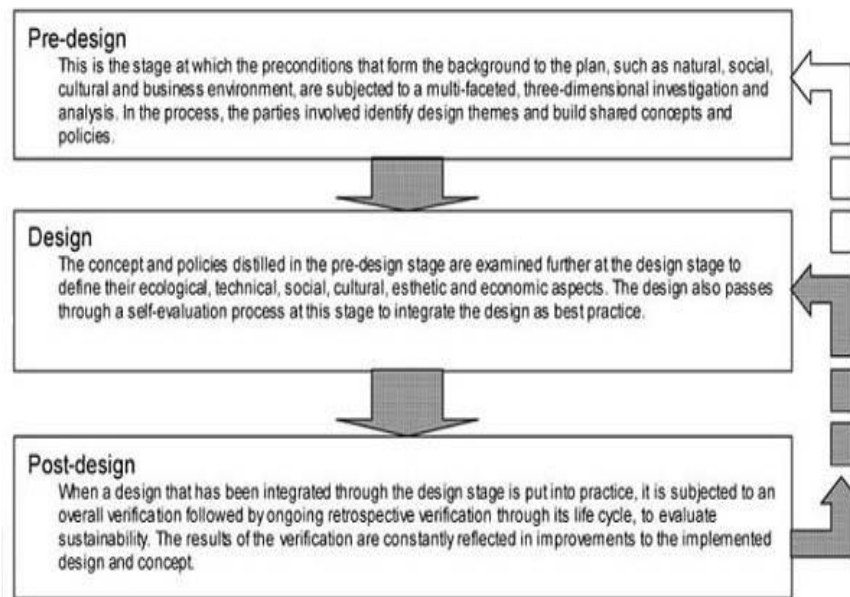 Pre-design
This is the stage at which the preconditions that form the background to the plan, such as natural, social,
cultural and business environment, are subjected to a multi-faceted, three-dimensional investigation and
analysis. In the process, the parties involved identify design themes and build shared concepts and
policies.
Design
The concept and policies distilled in the pre-design stage are examined further at the design stage to
define their ecological, technical, social, cultural, esthetic and economic aspects. The design also passes
through a self-evaluation process at this stage to integrate the design as best practice.
Post-design
When a design that has been integrated through the design stage is put into practice, it is subjected to an
overall verification followed by ongoing retrospective verification through its life cycle, to evaluate
sustainability. The results of the verification are constantly reflected in improvements to the implemented
design and concept.